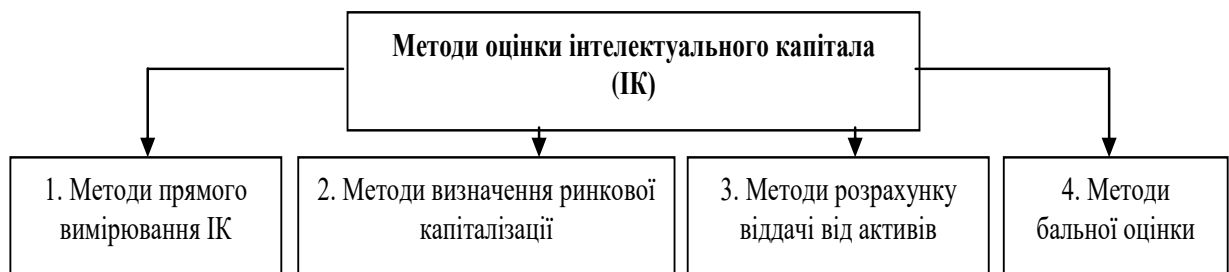 Методи оцінки інтелектуального капітала
(ІК)
1. Методи прямого
вимірювання ІК
2. Методи визначення ринкової
капіталізації
3. Методи розрахунку
віддачі від активів
4. Методи
бальної оцінки